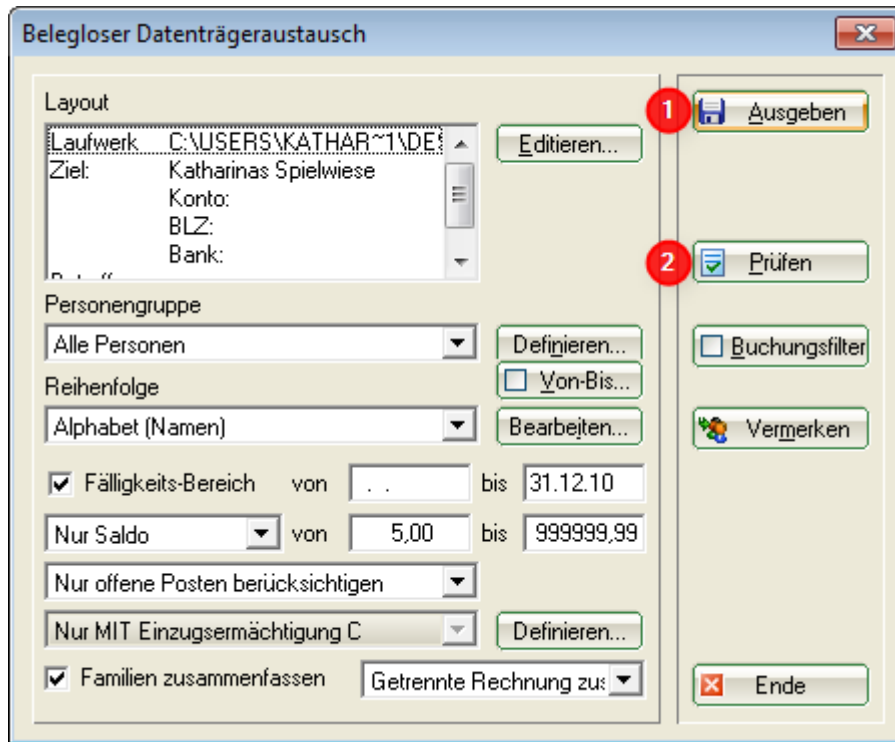 Belegloser Datenträgeraustausch
Layout
Laufwerk C:\USERS\KATHAR~1\DE
Ziel: Katharinas Spielwiese
Konto:
BLZ:
Bank:
Editieren...
Personengruppe
Alle Personen
Definieren...
Von-Bis...
Reihenfolge
Alphabet (Namen)
Bearbeiten...
Fälligkeits-Bereich von . . bis 31.12.10
Nur Saldo von 5,00 bis 999999,99
Nur offene Posten berücksichtigen
Nur MIT Einzugsermächtigung C
Definieren...
Familien zusammenfassen
Getrennte Rechnung
1 Ausgeben
2 Prüfen
Buchungsfilter
Vermerken
Ende